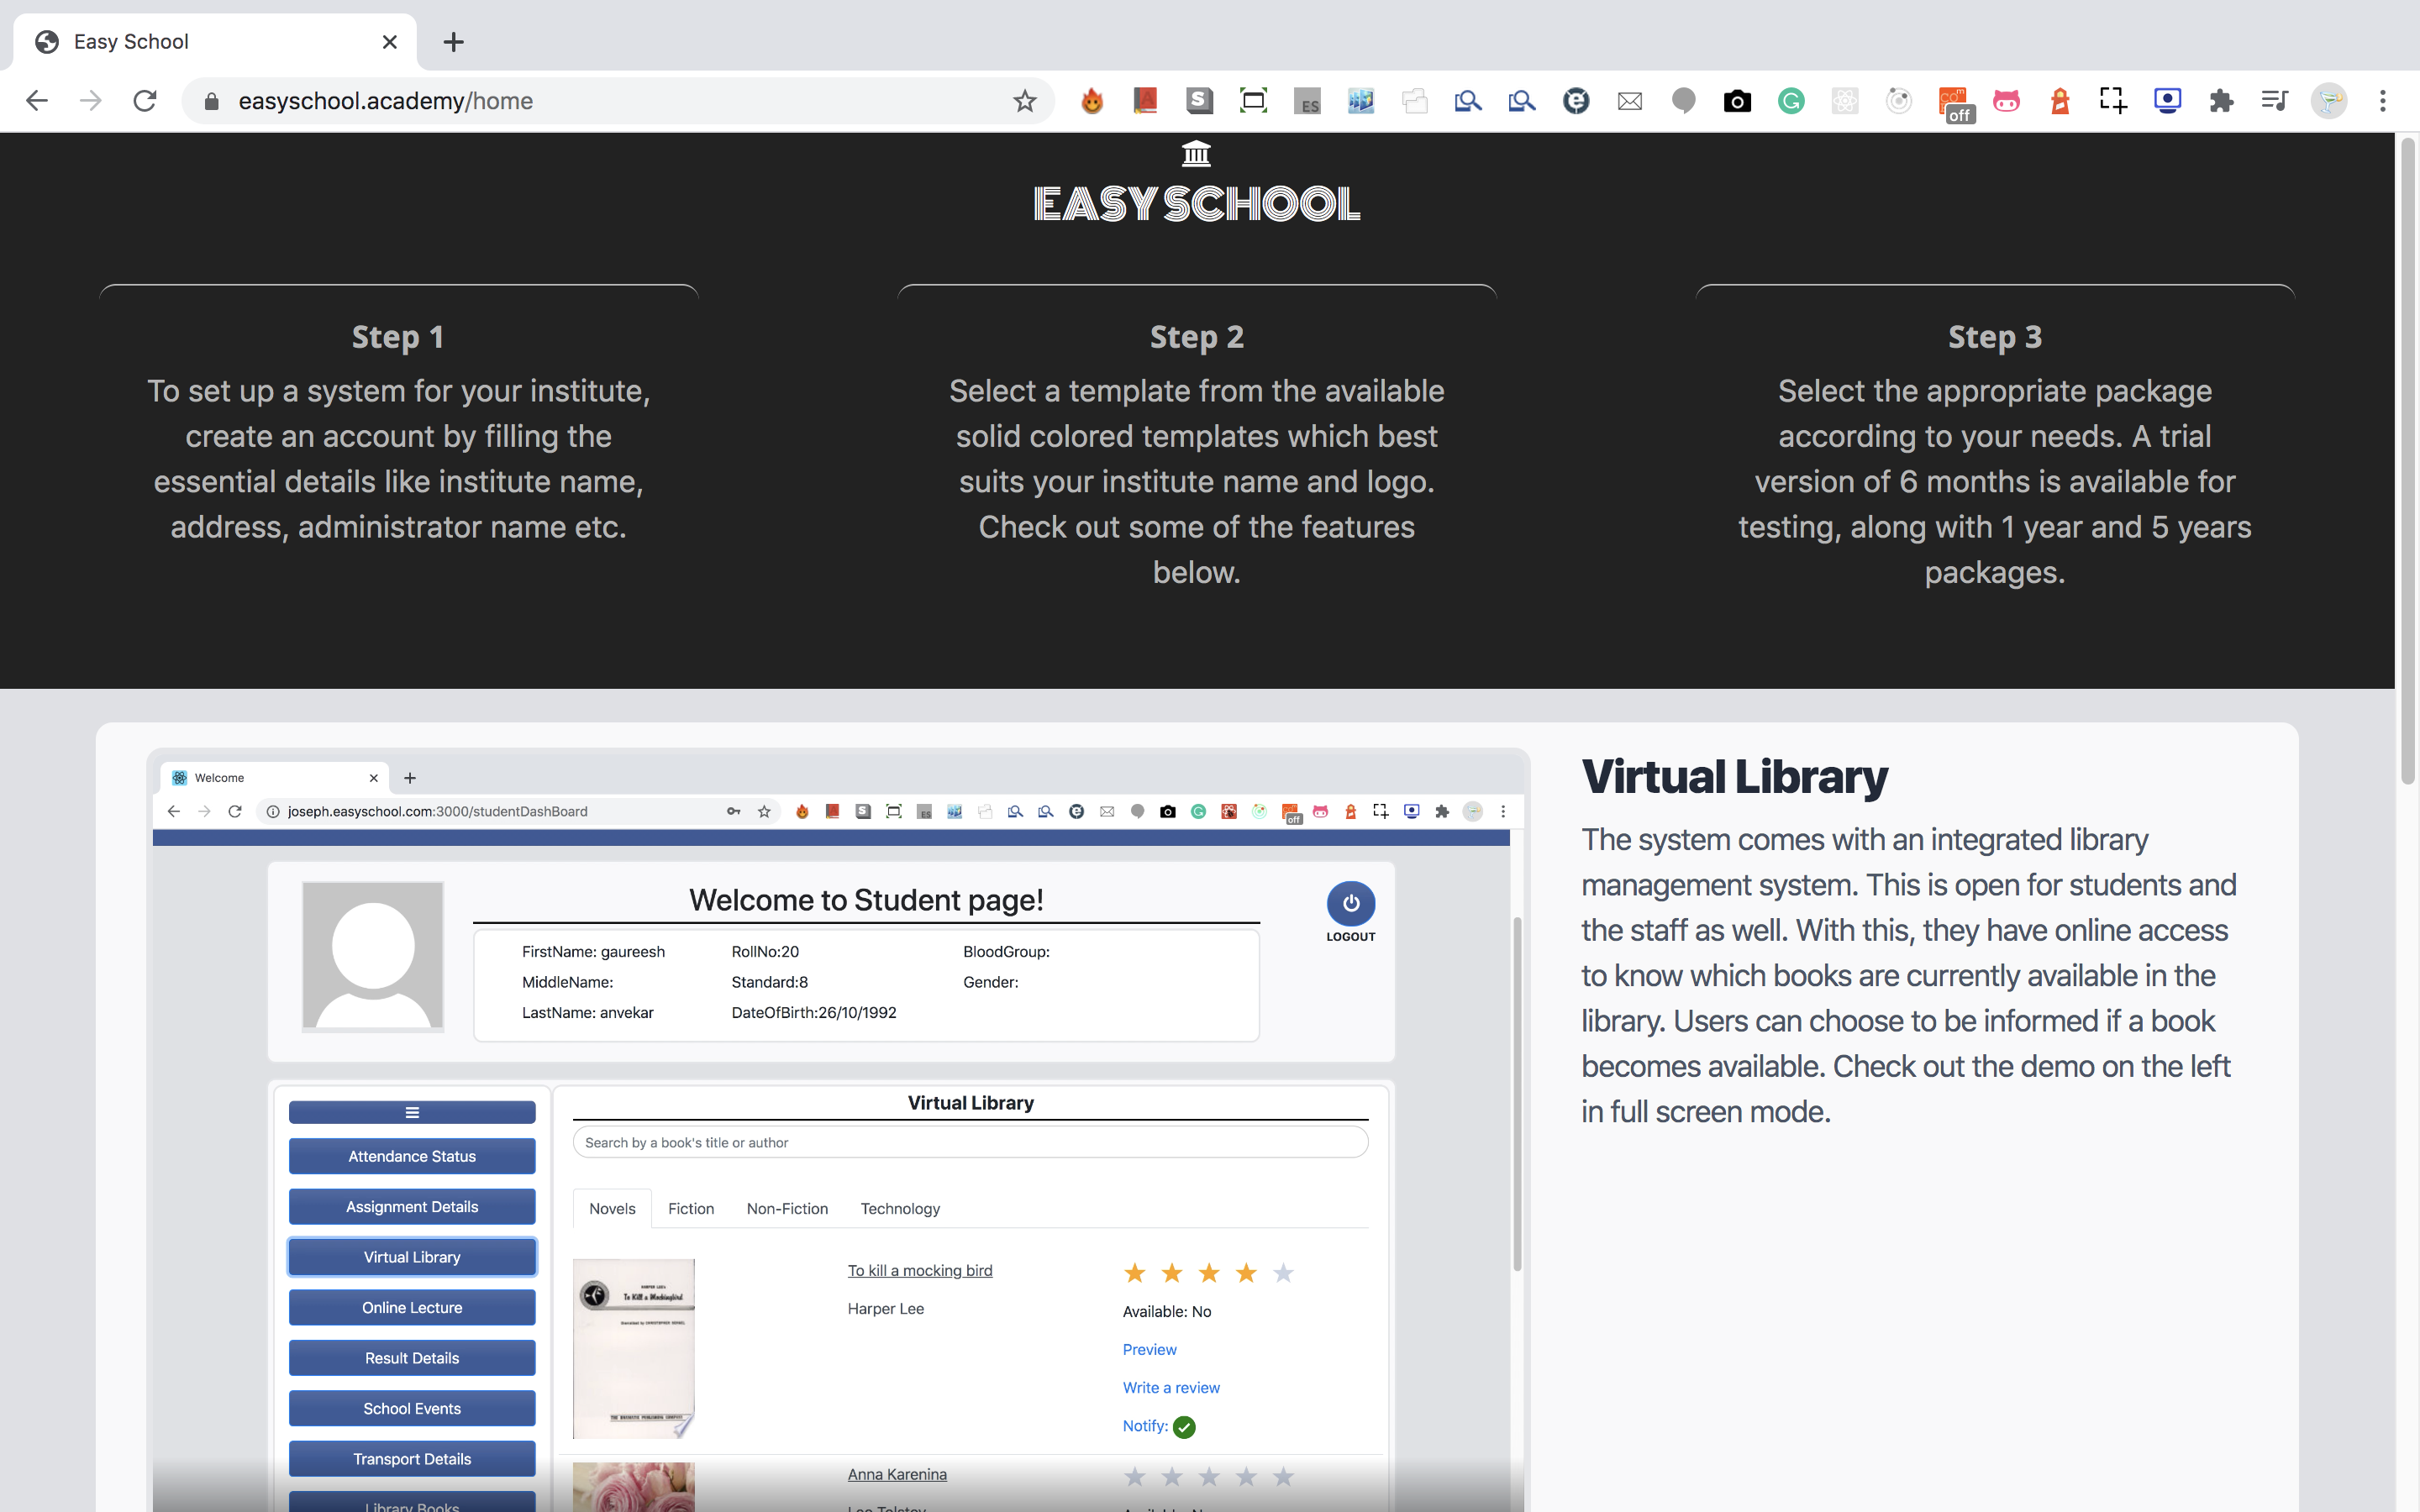 Easy School
easyschool.academy/home
ES
off
EASY SCHOOL
Step 1
To set up a system for your institute,
create an account by filling the
essential details like institute name,
address, administrator name etc.
Step 2
Select a template from the available
solid colored templates which best
suits your institute name and logo.
Check out some of the features
below.
Step 3
Select the appropriate package
according to your needs. A trial
version of 6 months is available for
testing, along with 1 year and 5 years
packages.
Welcome
joseph.easyschool.com:3000/studentDashBoard
ES
off
Welcome to Student page!
LOGOUT
FirstName: gaureesh
RollNo:20
BloodGroup:
MiddleName:
Standard:8
Gender:
LastName: anvekar
DateOfBirth:26/10/1992
Attendance Status
Assignment Details
Virtual Library
Online Lecture
Result Details
School Events
Transport Details
Library Books
Virtual Library
Search by a book's title or author
Novels
Fiction
Non-Fiction
Technology
HARPER LEE'S
To Kill a Mockingbird
To kill a mocking bird
Harper Lee
Available: No
Preview
Write a review
Notify:
Anna Karenina
Leo Tolstoy
Virtual Library
The system comes with an integrated library
management system. This is open for students and
the staff as well. With this, they have online access
to know which books are currently available in the
library. Users can choose to be informed if a book
becomes available. Check out the demo on the left
in full screen mode.